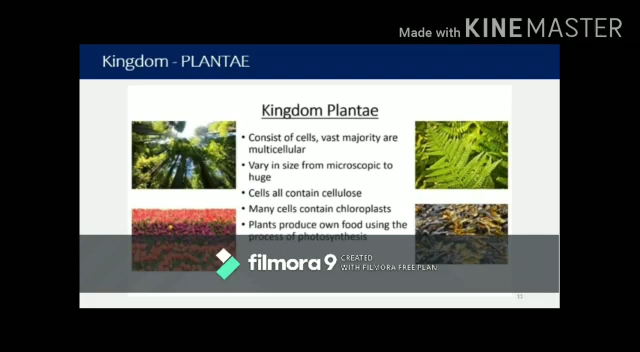 Made with KINEMASTER
Kingdom - PLANTAE
Kingdom Plantae
• Consist of cells, vast majority are
multicellular
• Vary in size from microscopic to
huge
• Cells all contain cellulose
• Many cells contain chloroplasts
• Plants produce own food using the
process of photosynthesis
filmora9
CREATED
WITH FILMORA FREE PLAN
11